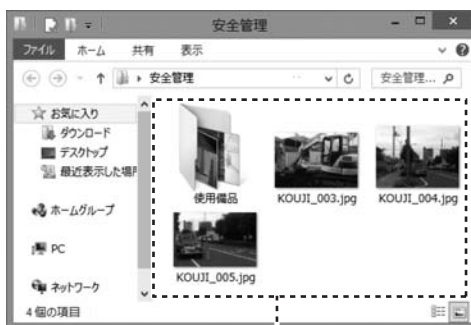 安全管理
ファイル ホーム 共有 表示
安全管理
安全管理...
お気に入り
ダウンロード
デスクトップ
最近表示した場所
ホームグループ
PC
ネットワーク
使用備品
KOUJI_003.jpg
KOUJI_004.jpg
KOUJI_005.jpg
4 個の項目